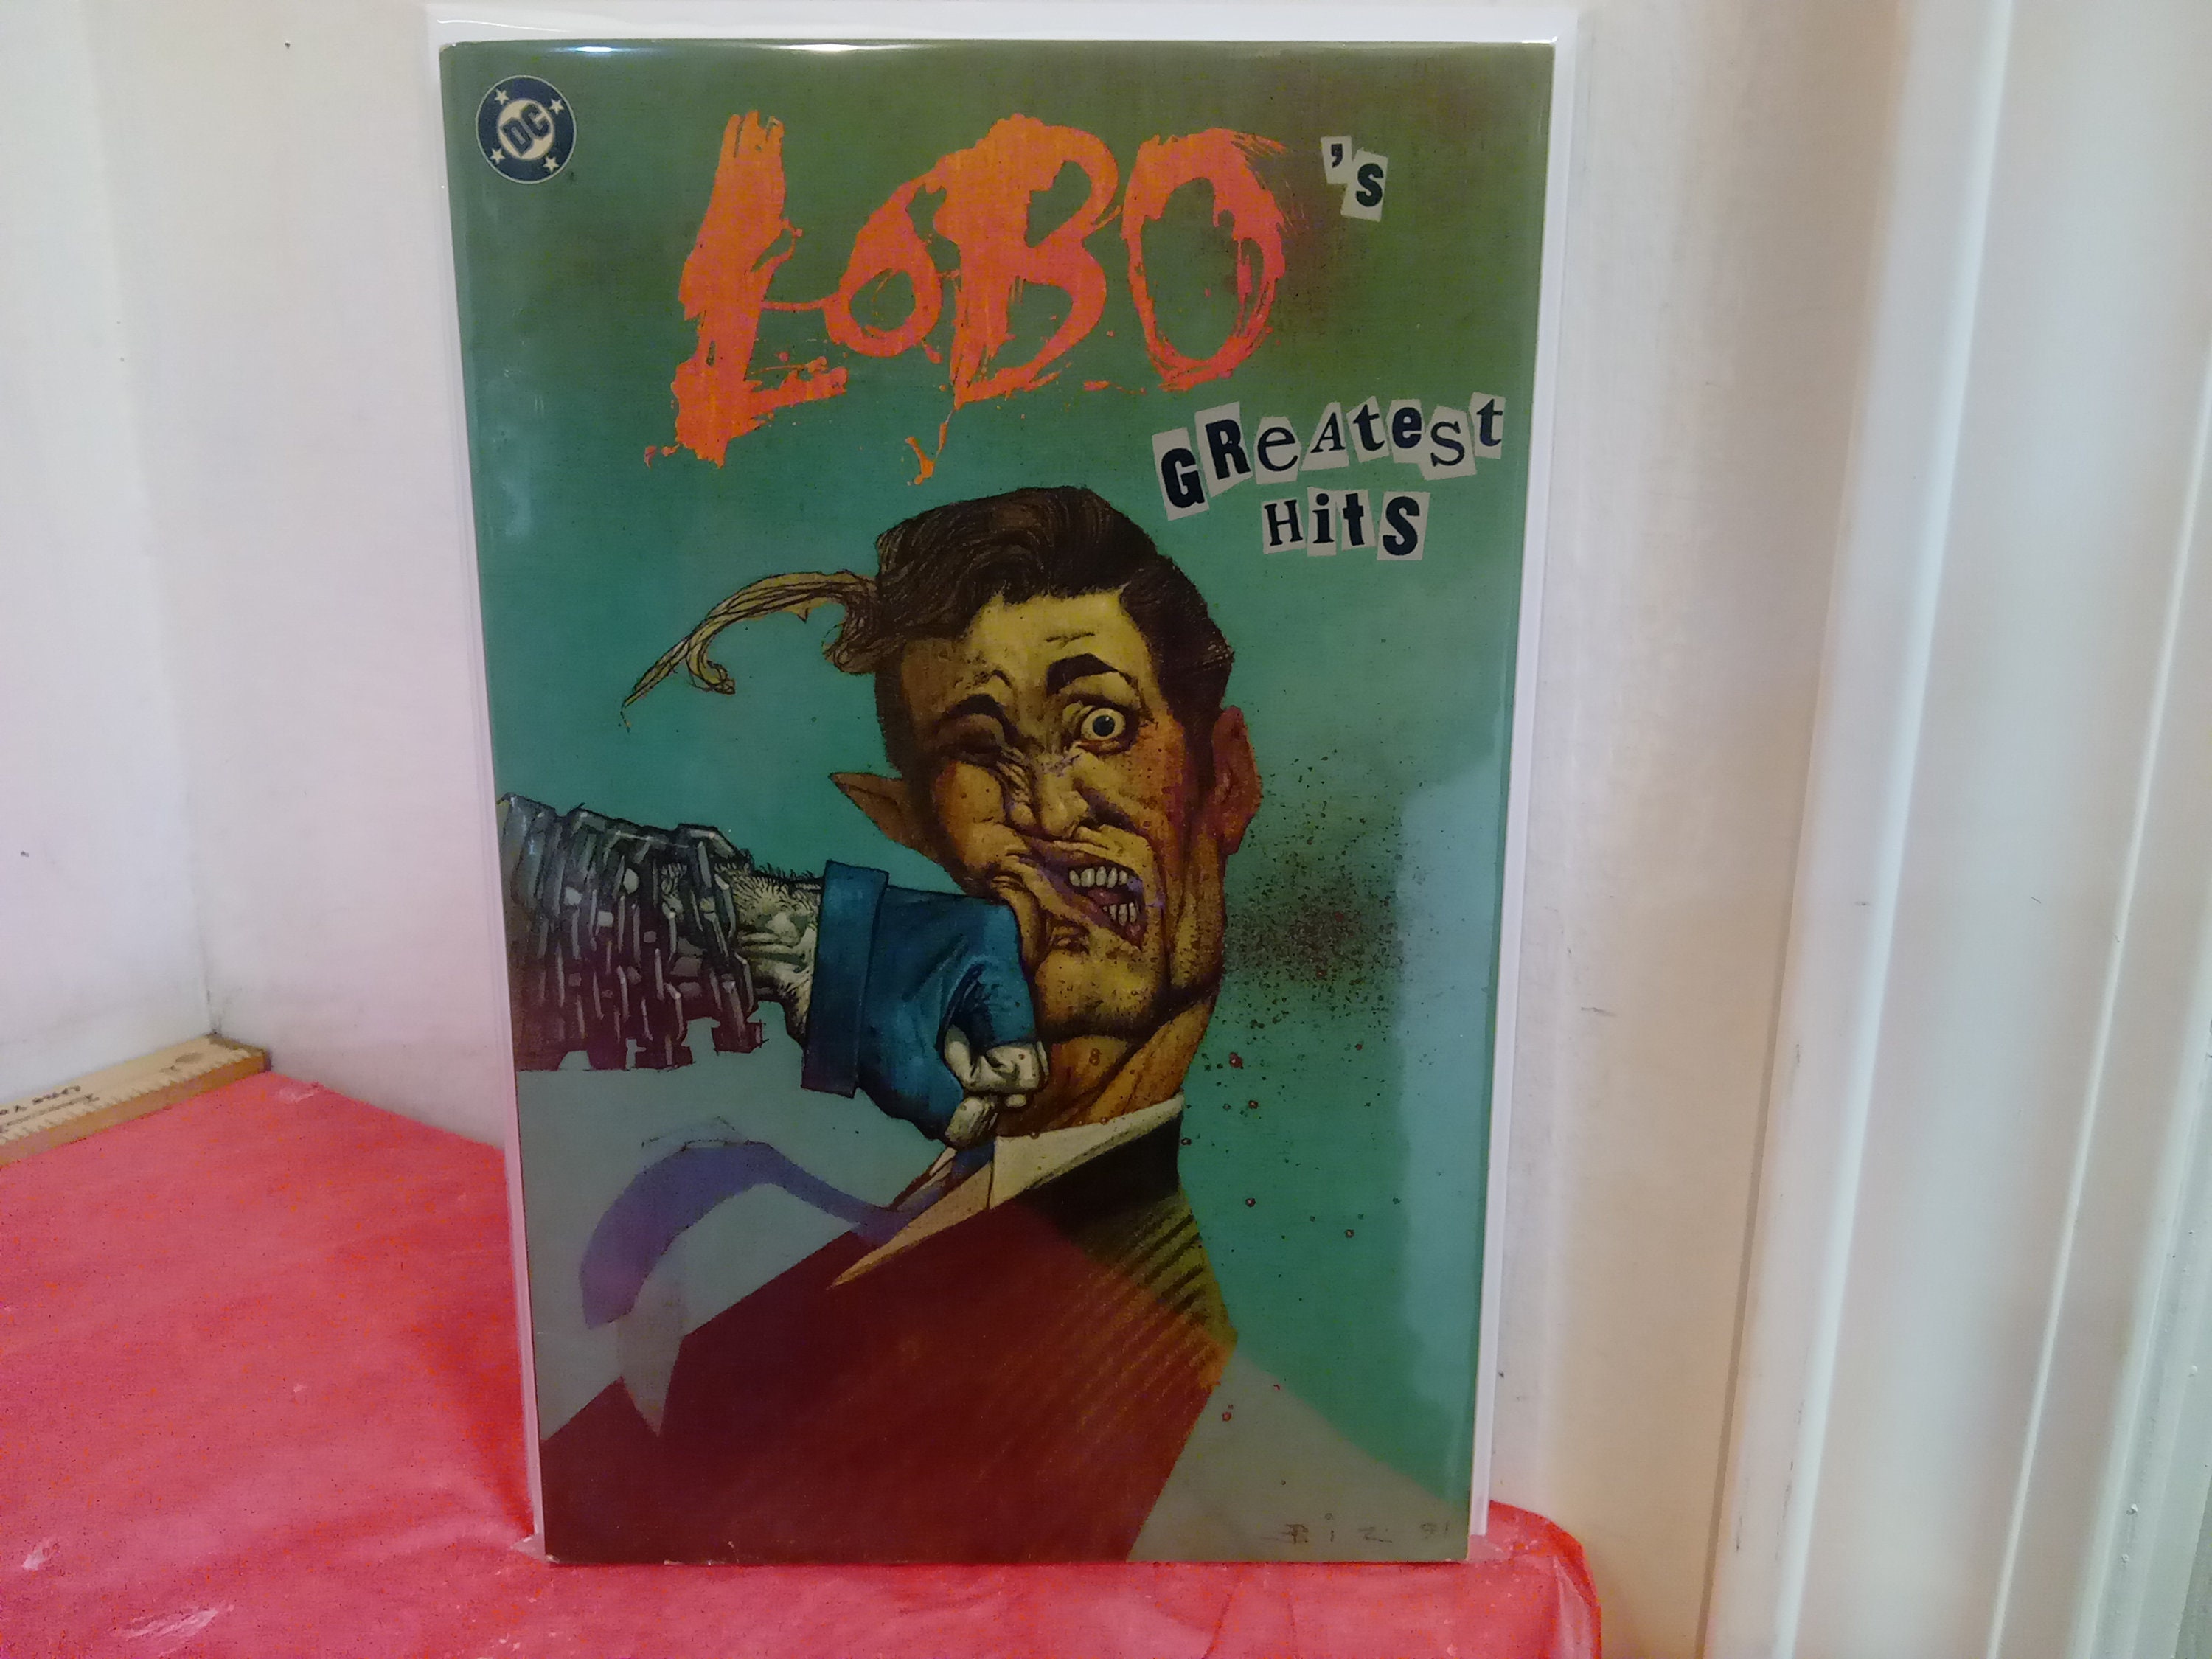 DC
LOBO's
GReAtest
Hits
Biz 91